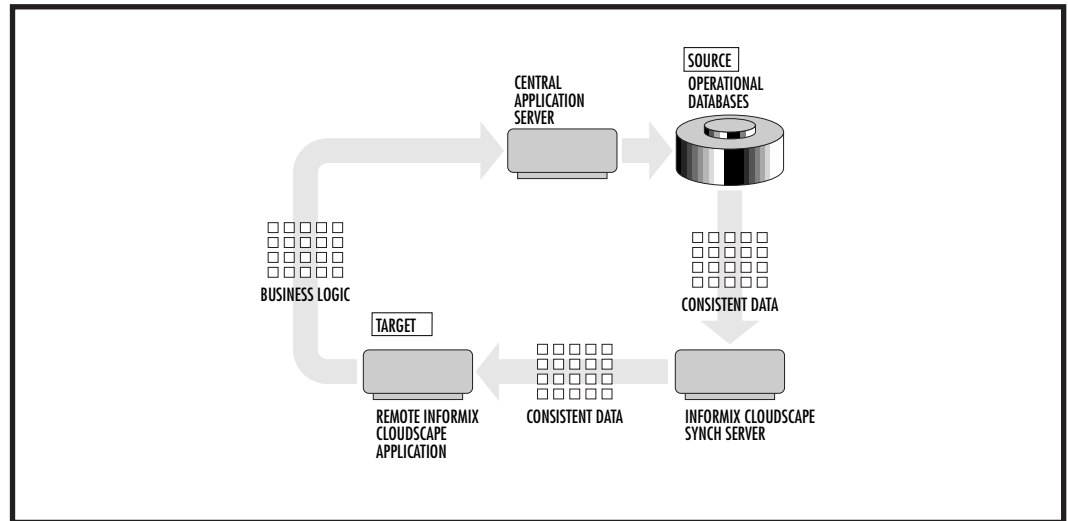 SOURCE
OPERATIONAL
DATABASES
CENTRAL
APPLICATION
SERVER
BUSINESS LOGIC
CONSISTENT DATA
TARGET
REMOTE INFORMIX
CLOUDSCAPE
APPLICATION
CONSISTENT DATA
INFORMIX CLOUDSCAPE
SYNCH SERVER